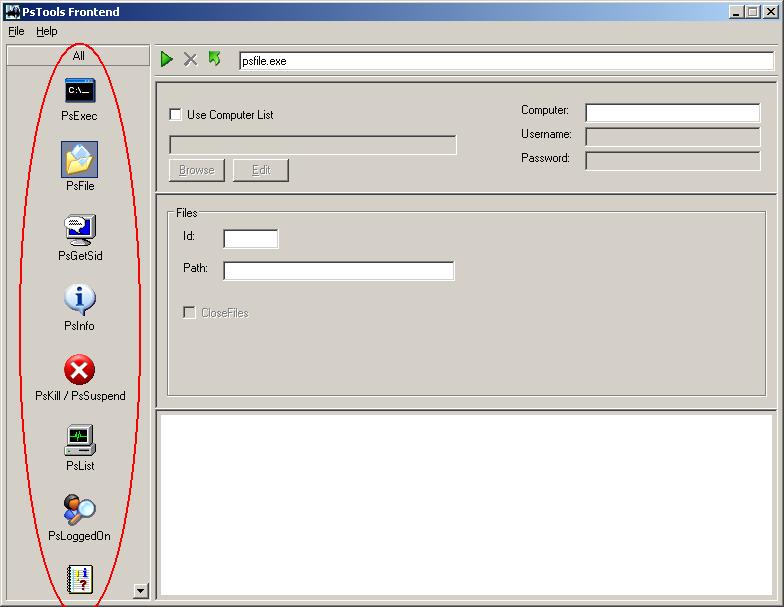 PsTools Frontend
File Help
All
psfile.exe
C:\...
PsExec
PsFile
PsGetSid
PsInfo
PsKill / PsSuspend
PsList
PsLoggedOn
Use Computer List
Browse Edit
Computer:
Username:
Password:
Files
Id:
Path:
CloseFiles